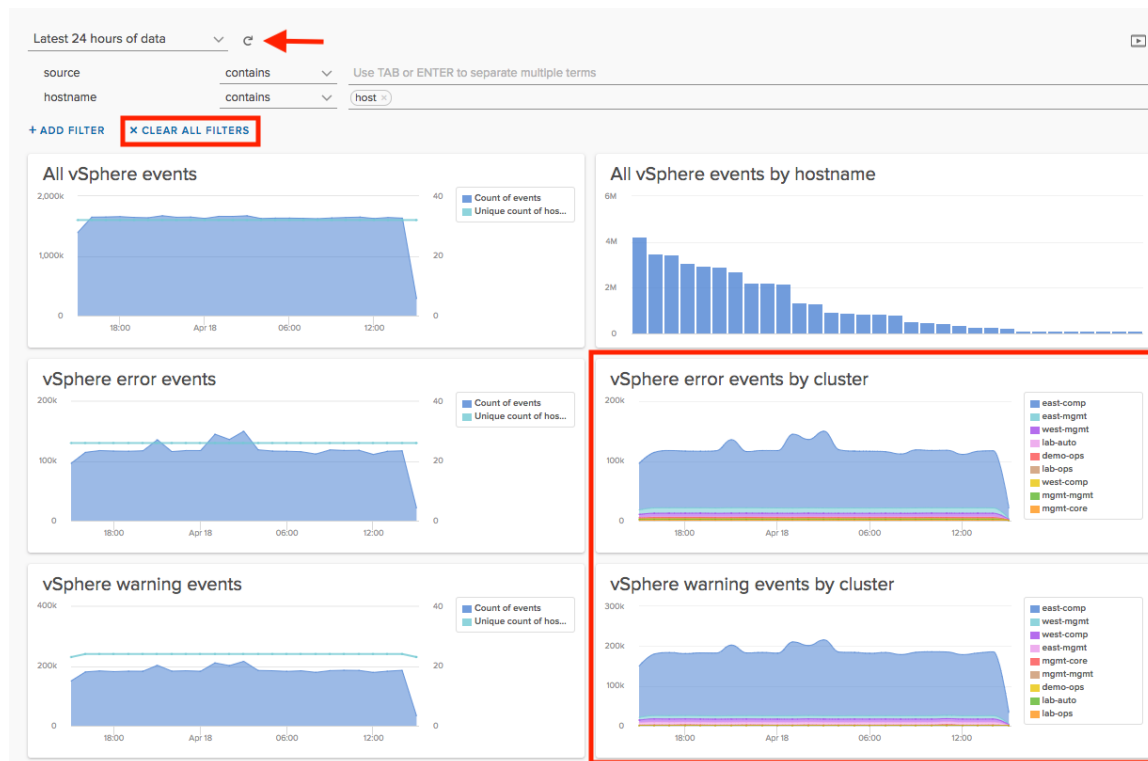 Latest 24 hours of data
source contains Use TAB or ENTER to separate multiple terms
hostname contains host ×
+ ADD FILTER × CLEAR ALL FILTERS
All vSphere events
2,000k
1,000k
0
40
20
0
18:00 Apr 18 06:00 12:00
Count of events
Unique count of hos...
All vSphere events by hostname
6M
4M
2M
0
vSphere error events
200k
100k
0
40
20
0
18:00 Apr 18 06:00 12:00
Count of events
Unique count of hos...
vSphere error events by cluster
200k
100k
0
18:00 Apr 18 06:00 12:00
east-comp
east-mgmt
west-mgmt
lab-auto
demo-ops
lab-ops
west-comp
mgmt-mgmt
mgmt-core
vSphere warning events
400k
200k
0
40
20
0
18:00 Apr 18 06:00 12:00
Count of events
Unique count of hos...
vSphere warning events by cluster
300k
200k
100k
0
18:00 Apr 18 06:00 12:00
east-comp
west-mgmt
west-comp
east-mgmt
mgmt-core
mgmt-mgmt
demo-ops
lab-auto
lab-ops